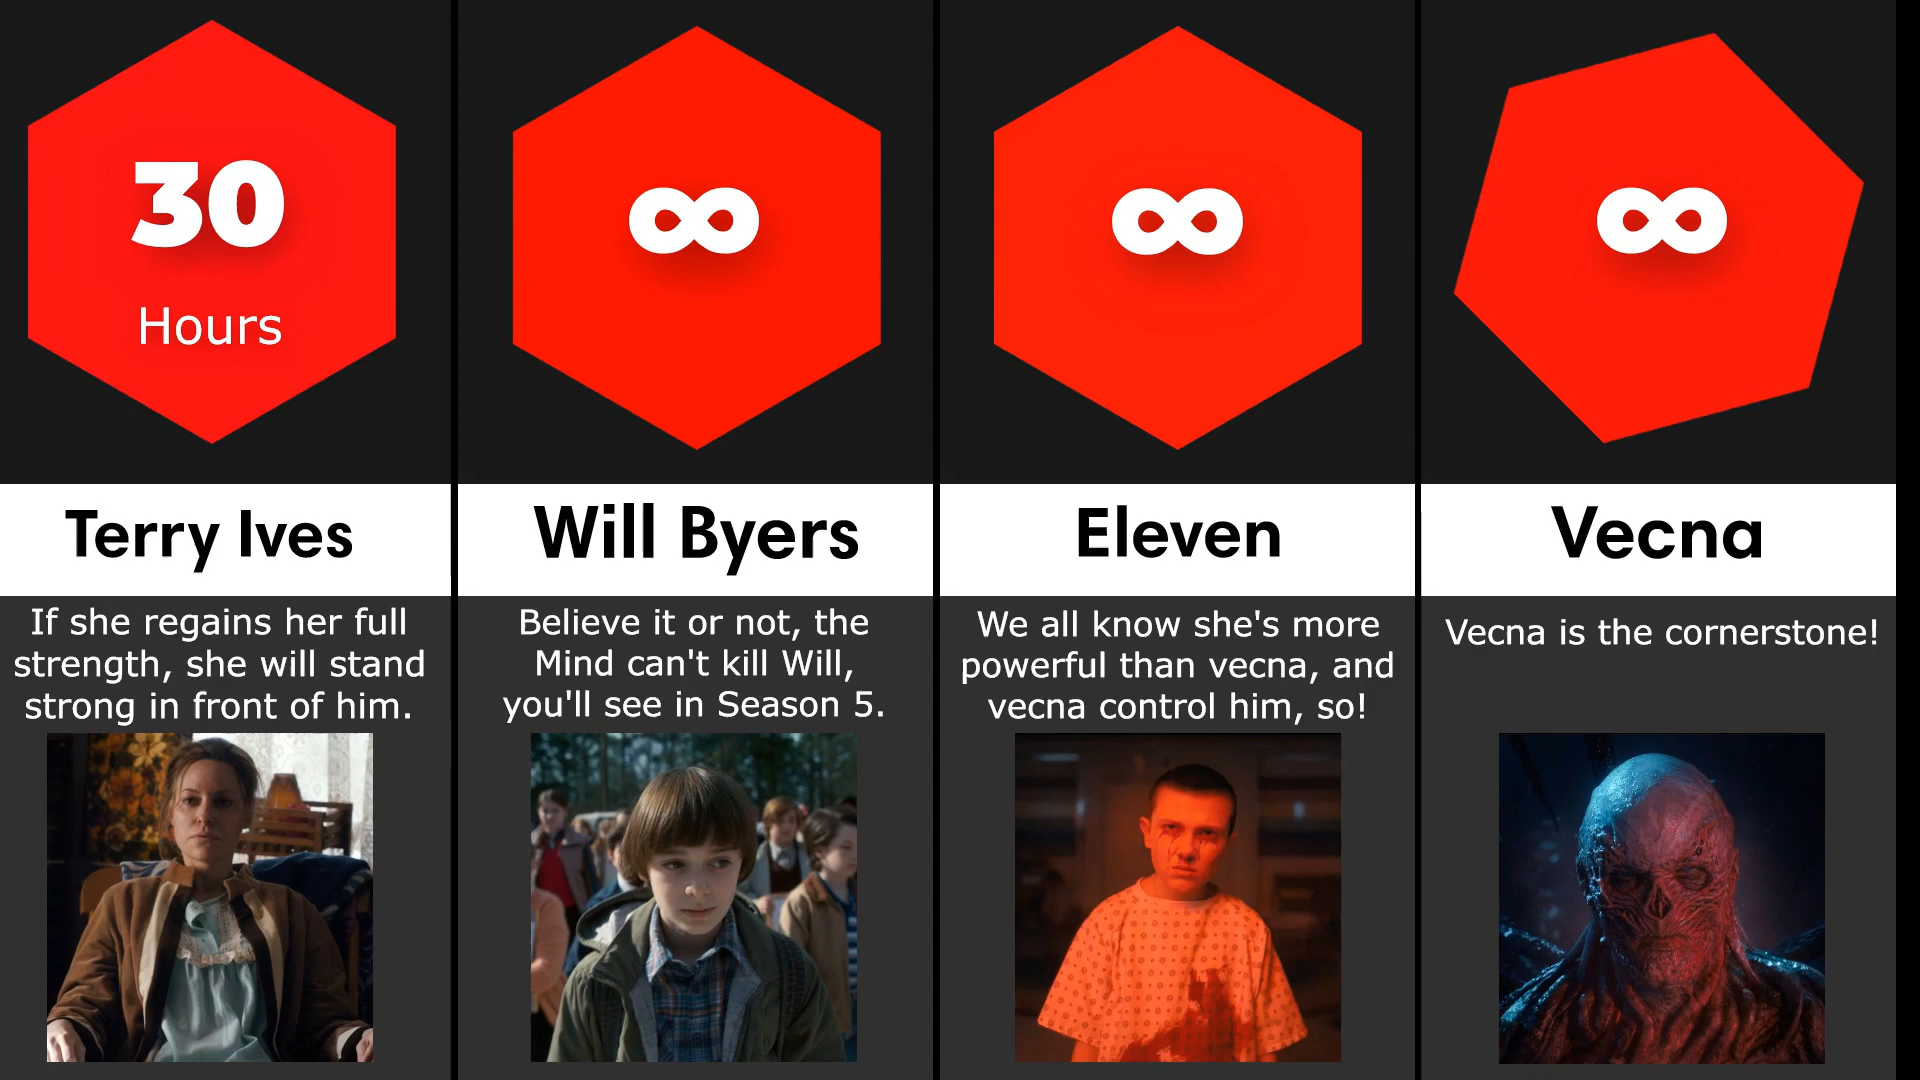 30
Hours
Terry Ives
If she regains her full
strength, she will stand
strong in front of him.
∞
Will Byers
Believe it or not, the
Mind can't kill Will,
you'll see in Season 5.
∞
Eleven
We all know she's more
powerful than vecna, and
vecna control him, so!
∞
Vecna
Vecna is the cornerstone!